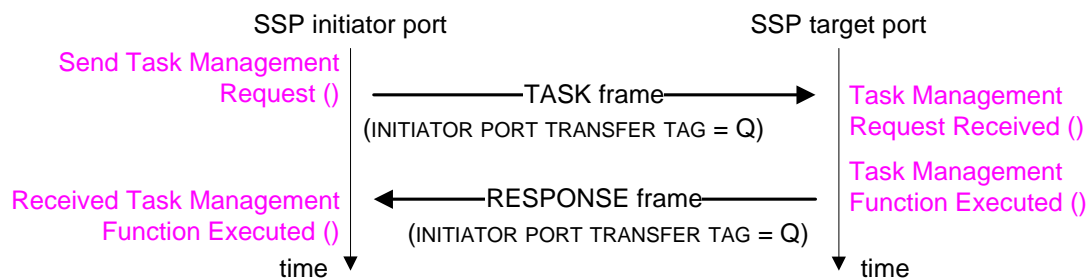 SSP initiator port
SSP target port
Send Task Management
Request ()
TASK frame
(INITIATOR PORT TRANSFER TAG = Q)
Task Management
Request Received ()
Task Management
Function Executed ()
RESPONSE frame
(INITIATOR PORT TRANSFER TAG = Q)
Received Task Management
Function Executed ()
time
time